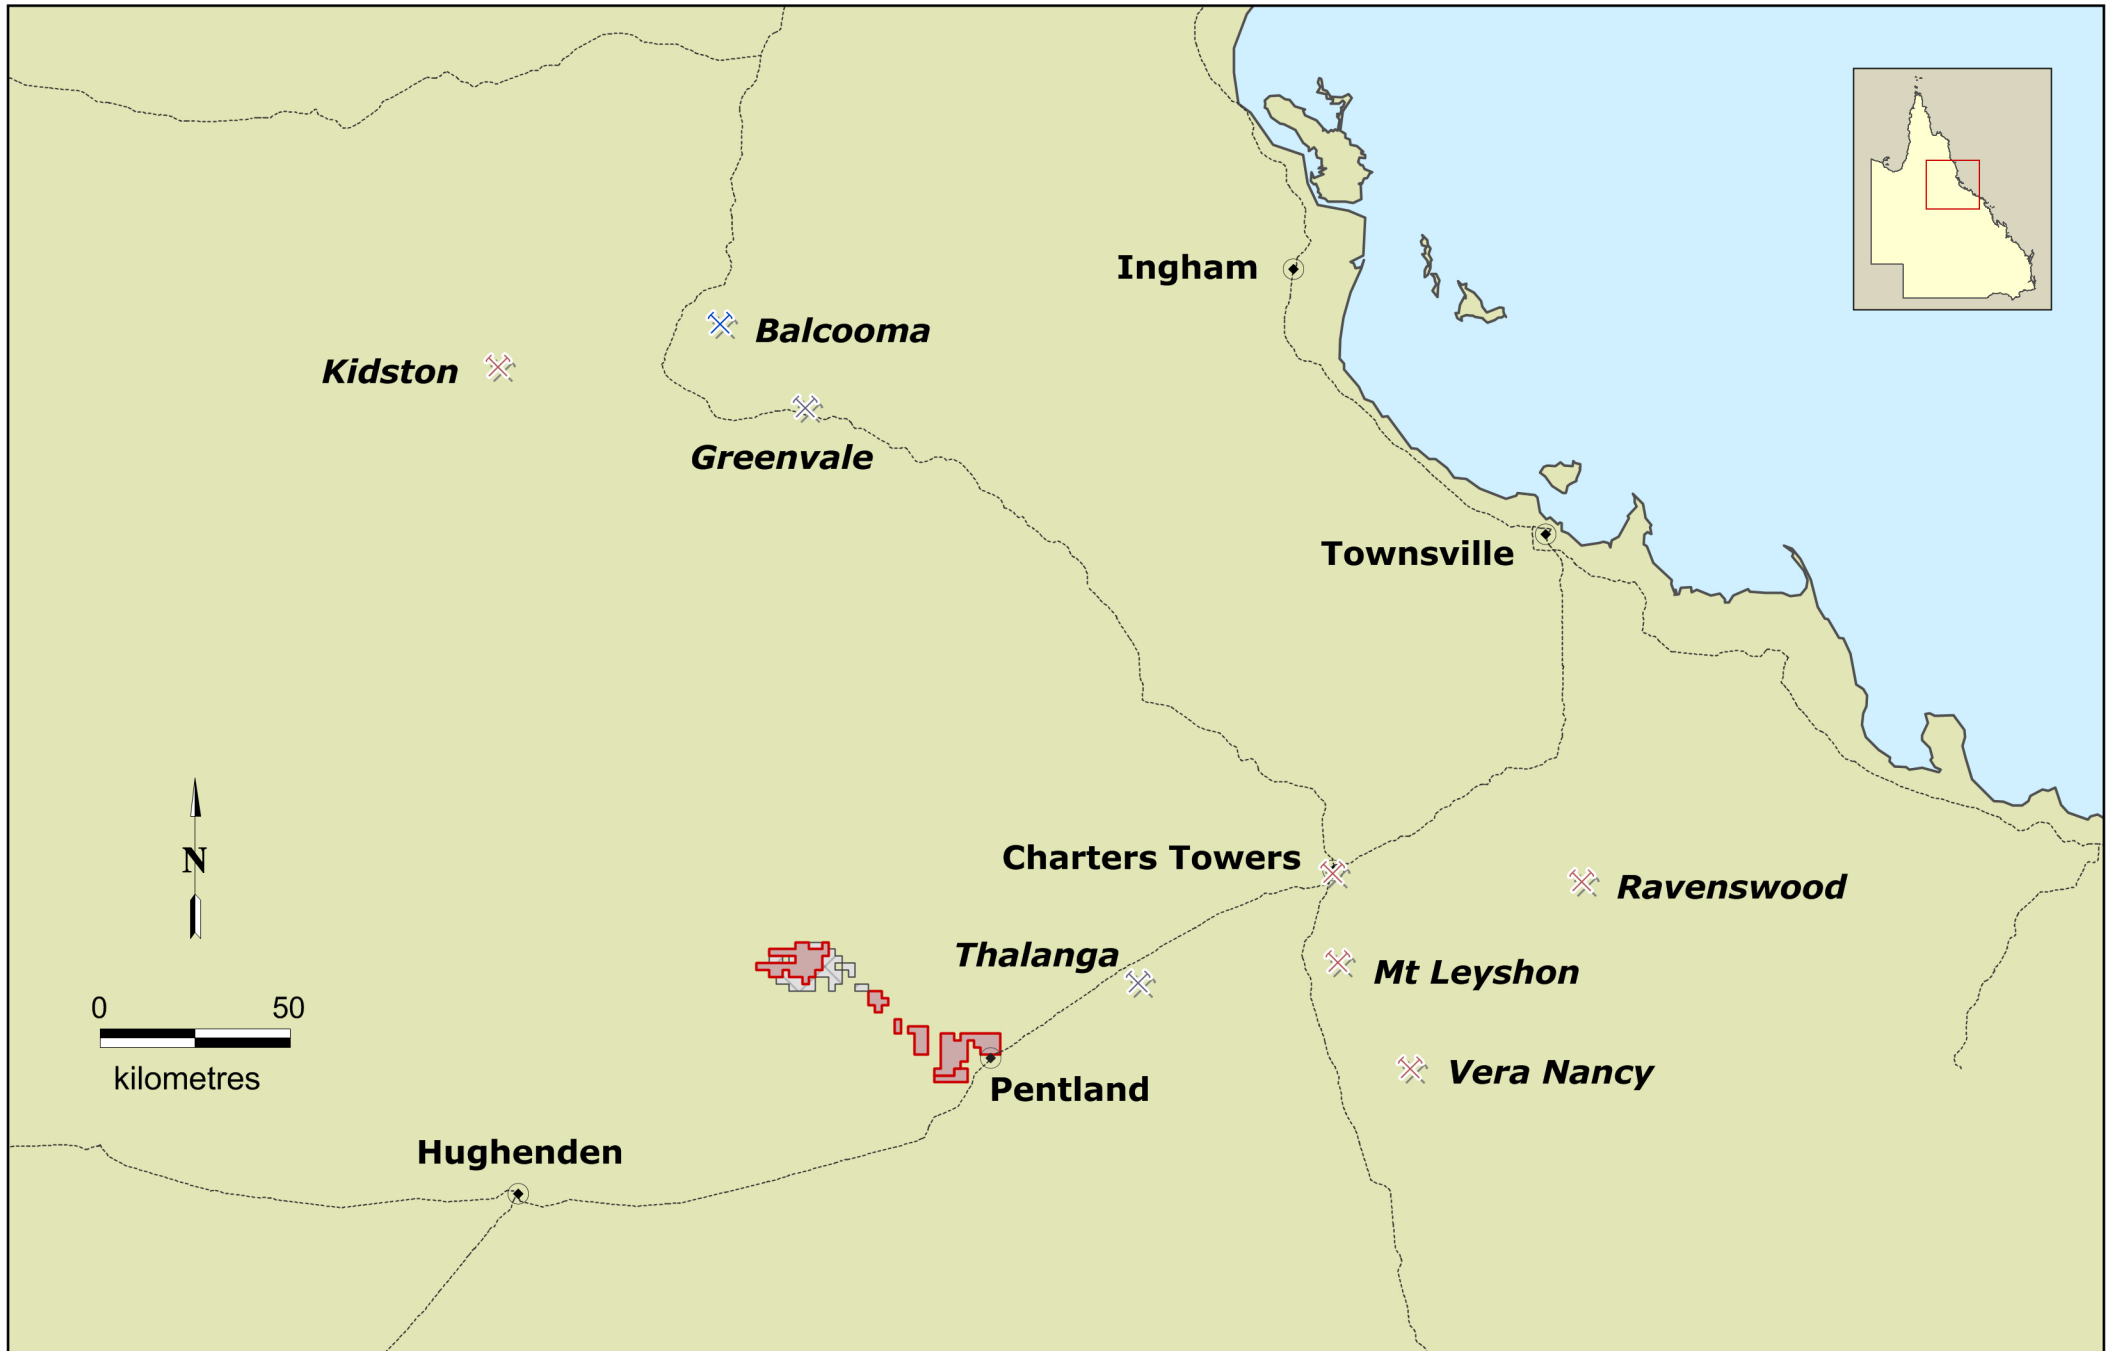 Ingham
Balcooma
Kidston
Greenvale
Townsville
Charters Towers
Ravenswood
N
Thalanga
Mt Leyshon
0 50
kilometres
Vera Nancy
Pentland
Hughenden